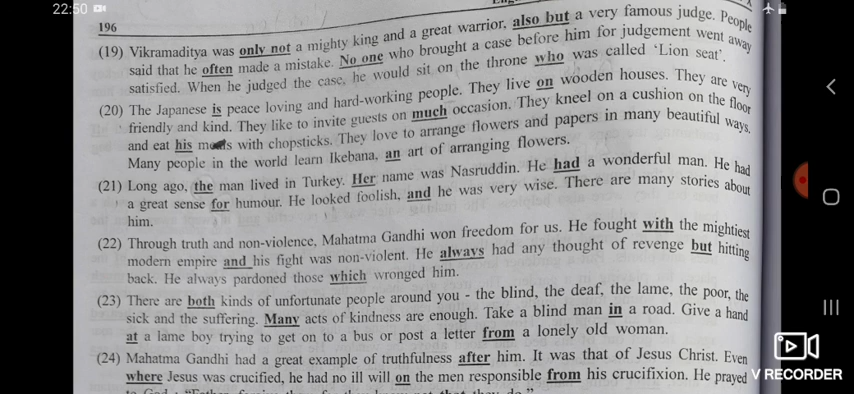 22:50
196
(19) Vikramaditya was only not a mighty king and a great warrior, also but a very famous judge. People
said that he often made a mistake. No one who brought a case before him for judgement went away
satisfied. When he judged the case, he would sit on the throne who was called 'Lion seat'.
(20) The Japanese is peace loving and hard-working people. They live on wooden houses. They are very
friendly and kind. They like to invite guests on much occasion. They kneel on a cushion on the floor
and eat his with chopsticks. They love to arrange flowers and papers in many beautiful ways.
Many people in the world learn Ikebana, an art of arranging flowers.
(21) Long ago, the man lived in Turkey. Her name was Nasruddin. He had a wonderful man. He had
a great sense for humour. He looked foolish, and he was very wise. There are many stories about
him.
(22) Through truth and non-violence, Mahatma Gandhi won freedom for us. He fought with the mightiest
modern empire and his fight was non-violent. He always had any thought of revenge but hitting
back. He always pardoned those which wronged him.
(23) There are both kinds of unfortunate people around you - the blind, the deaf, the lame, the poor, the
sick and the suffering. Many acts of kindness are enough. Take a blind man in a road. Give a hand
at a lame boy trying to get on to a bus or post a letter from a lonely old woman.
(24) Mahatma Gandhi had a great example of truthfulness after him. It was that of Jesus Christ. Even
where Jesus was crucified, he had no ill will on the men responsible from his crucifixion. He prayed
V RECORDER